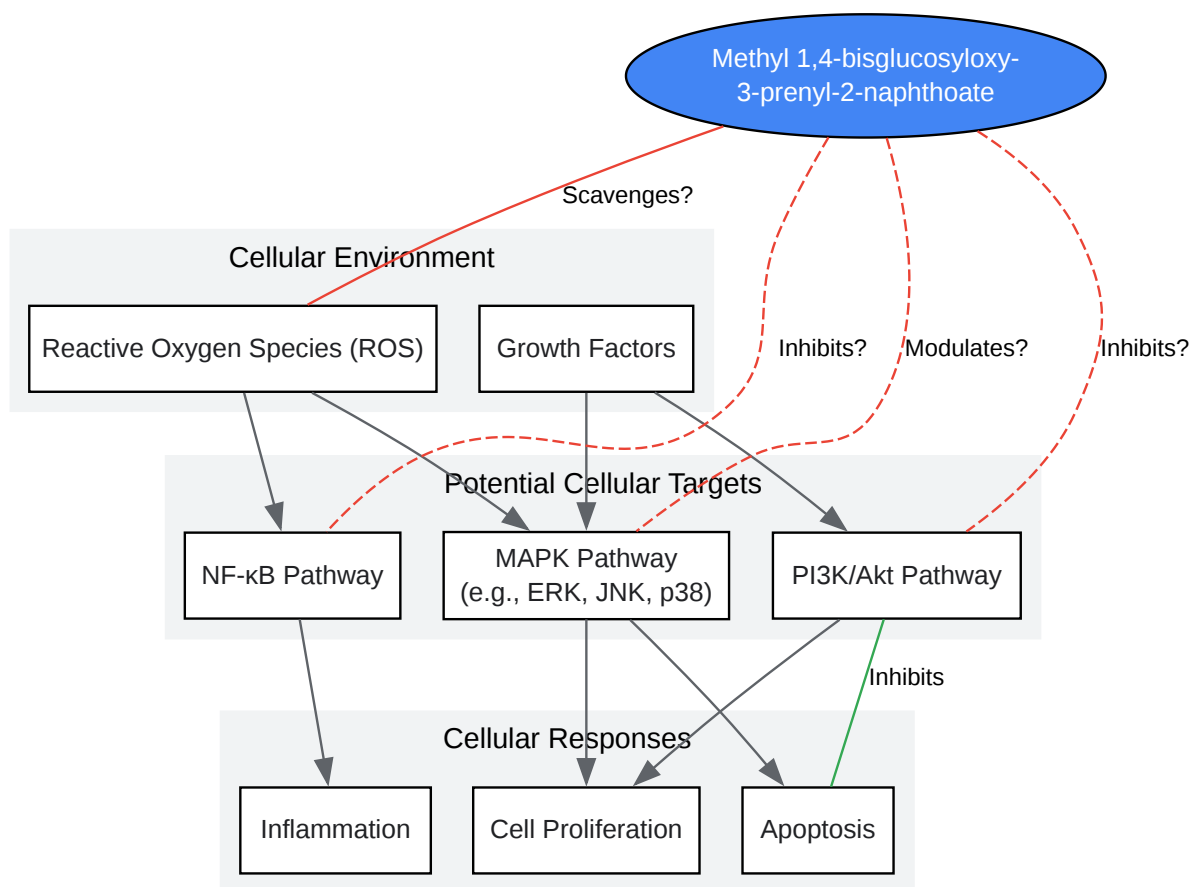 Methyl 1,4-bisglucosyloxy-
3-prenyl-2-naphthoate
Scavenges?
Cellular Environment
Reactive Oxygen Species (ROS)
Growth Factors
Inhibits?
Modulates?
Inhibits?
Potential Cellular Targets
NF-κB Pathway
MAPK Pathway
(e.g., ERK, JNK, p38)
PI3K/Akt Pathway
Inhibits
Cellular Responses
Inflammation
Cell Proliferation
Apoptosis